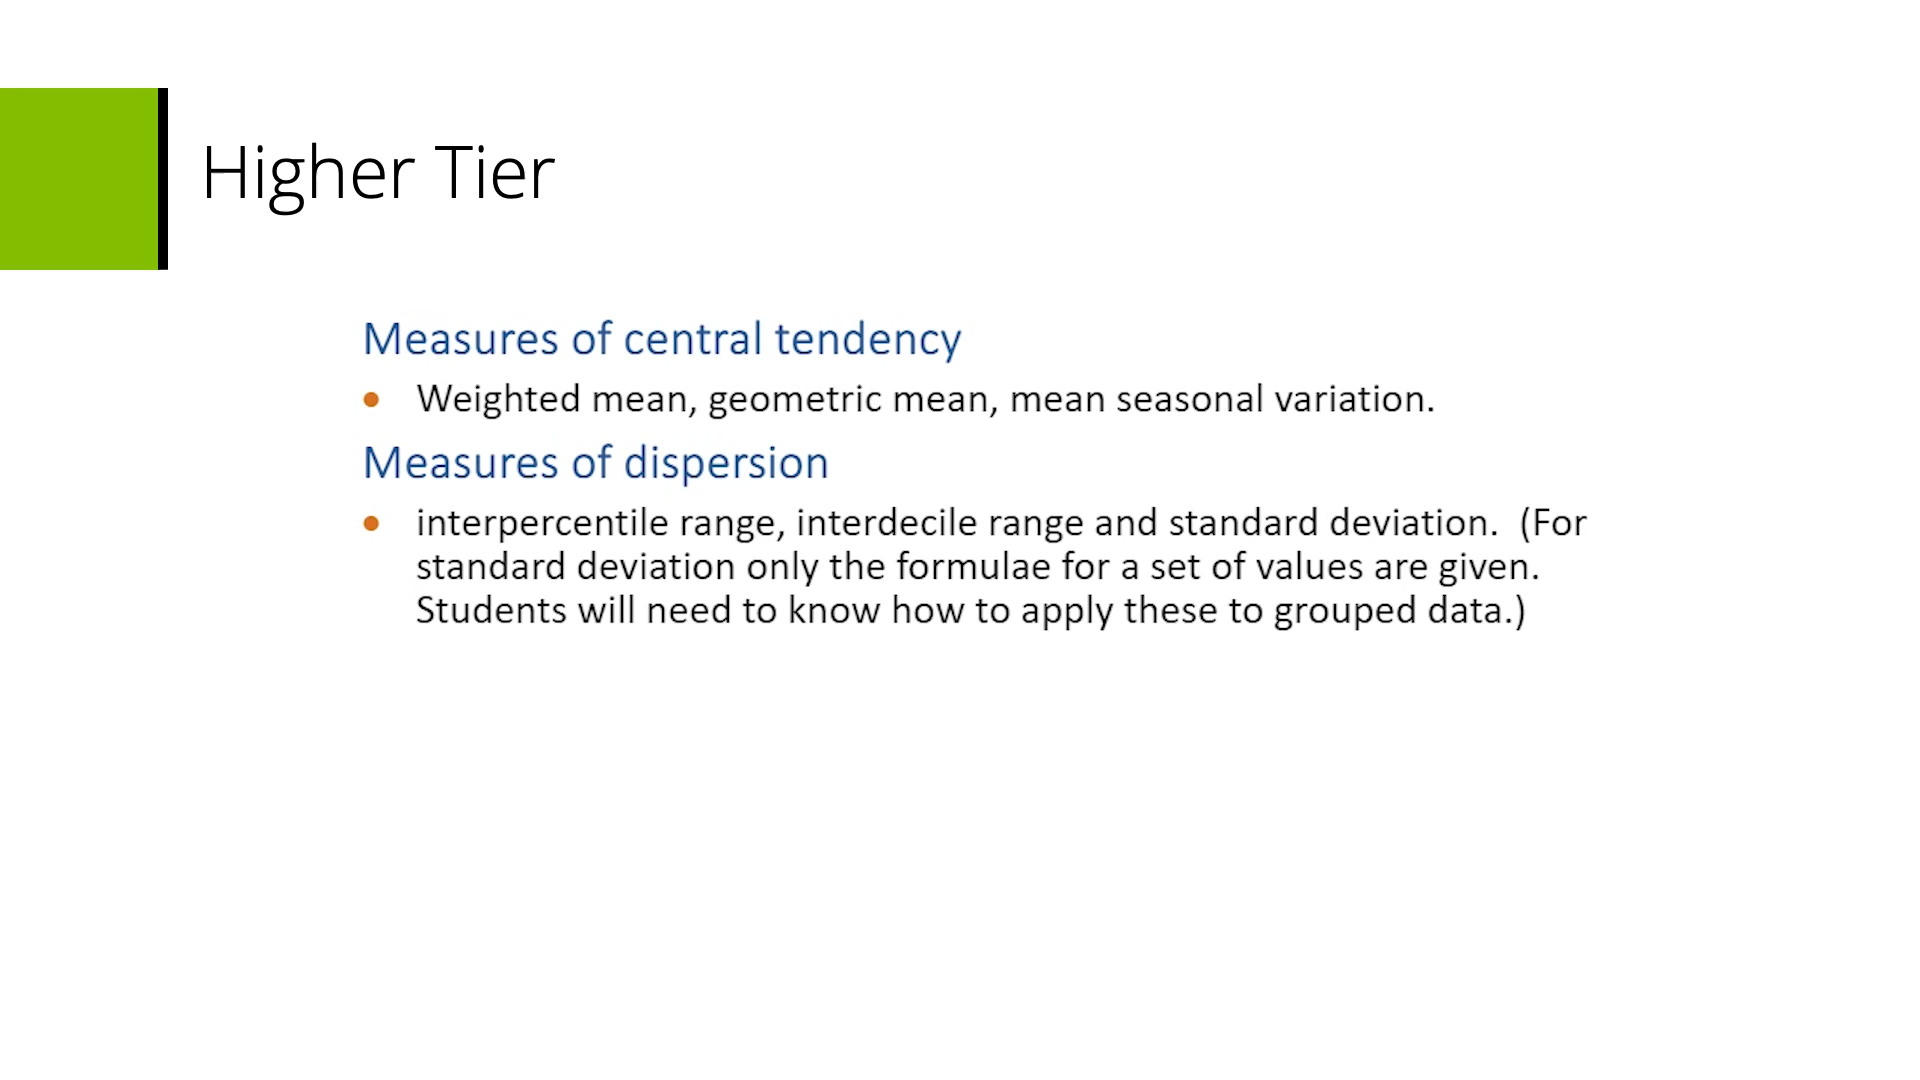 Higher Tier
Measures of central tendency
• Weighted mean, geometric mean, mean seasonal variation.
Measures of dispersion
• interpercentile range, interdecile range and standard deviation.  (For
standard deviation only the formulae for a set of values are given.
Students will need to know how to apply these to grouped data.)